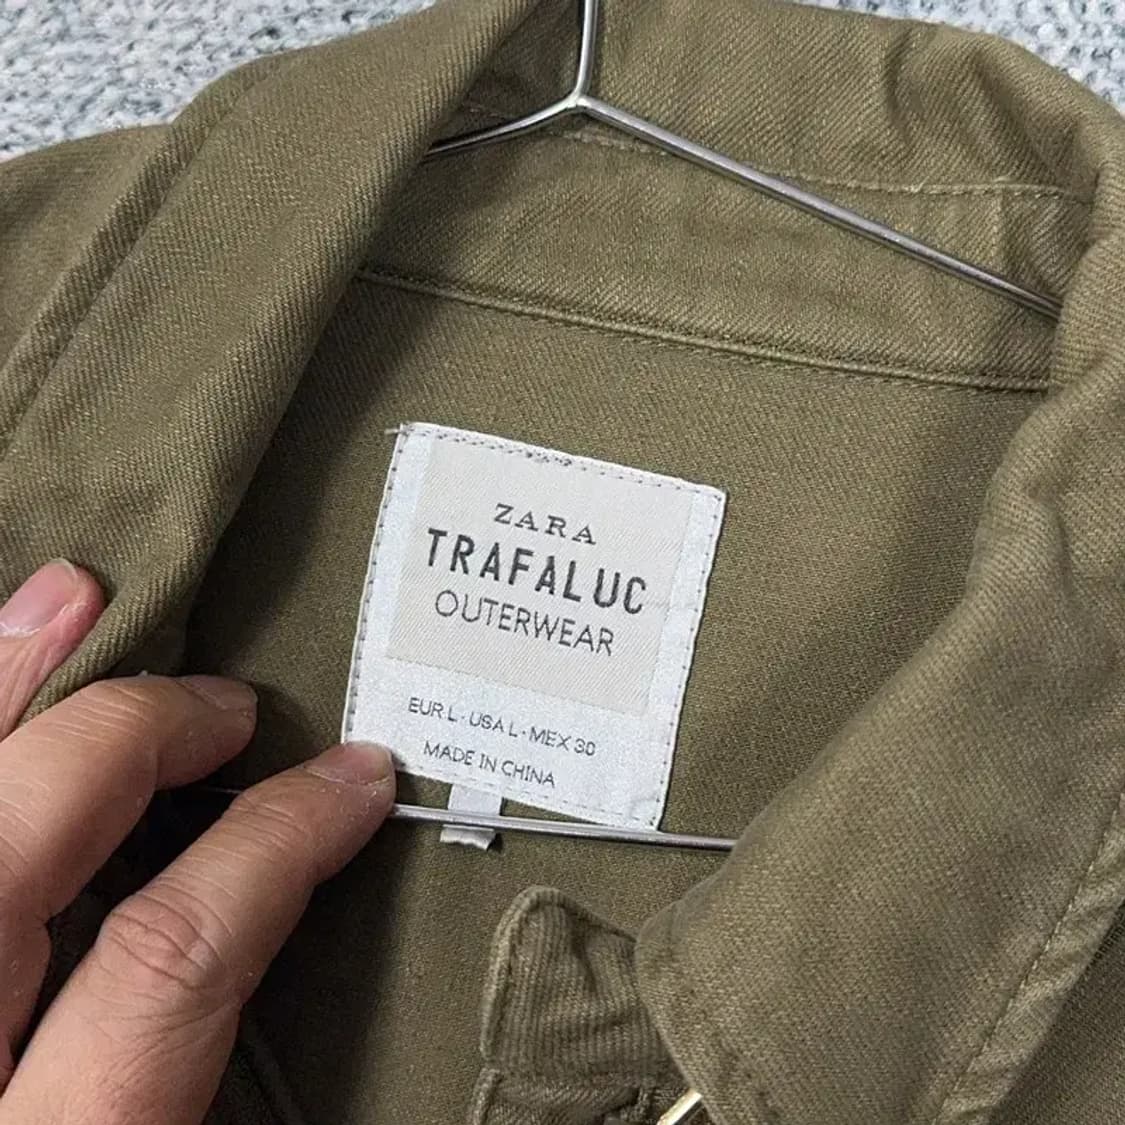 ZARA
TRAFALUC
OUTERWEAR
EUR L · USA L · MEX 30
MADE IN CHINA